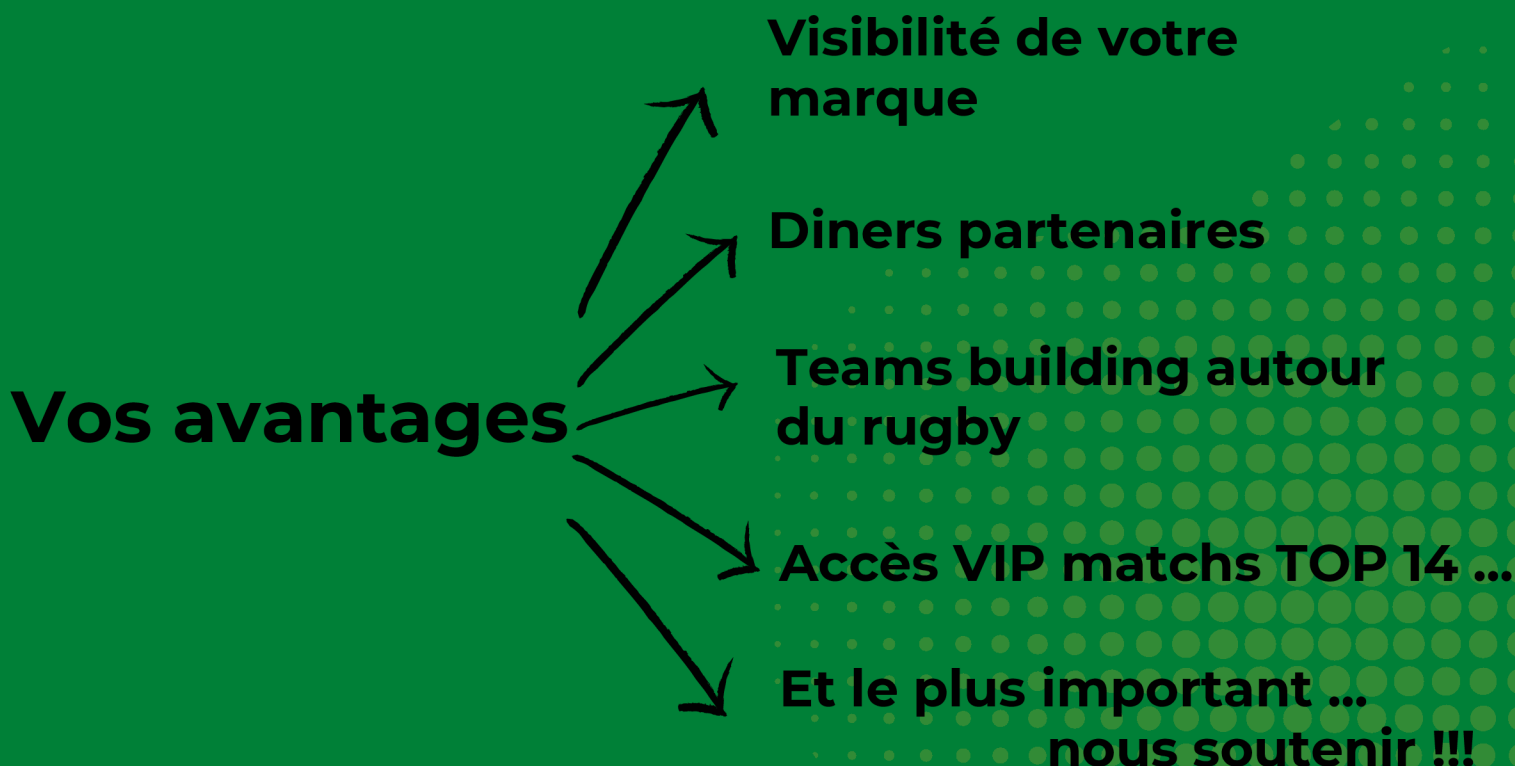 Visibilité de votre
marque
Diners partenaires
Teams building autour
du rugby
Vos avantages
Accès VIP matchs TOP 14 ...
Et le plus important ...
nous soutenir !!!